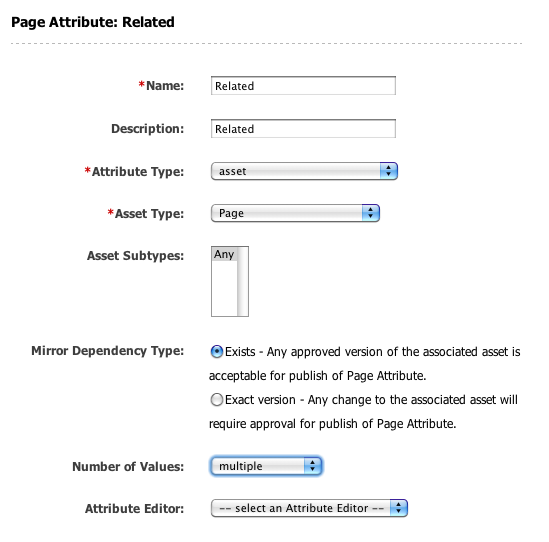 Page Attribute: Related
*Name: Related
Description: Related
*Attribute Type: asset
*Asset Type: Page
Asset Subtypes: Any
Mirror Dependency Type: Exists - Any approved version of the associated asset is
acceptable for publish of Page Attribute.
Exact version - Any change to the associated asset will
require approval for publish of Page Attribute.
Number of Values: multiple
Attribute Editor: -- select an Attribute Editor --